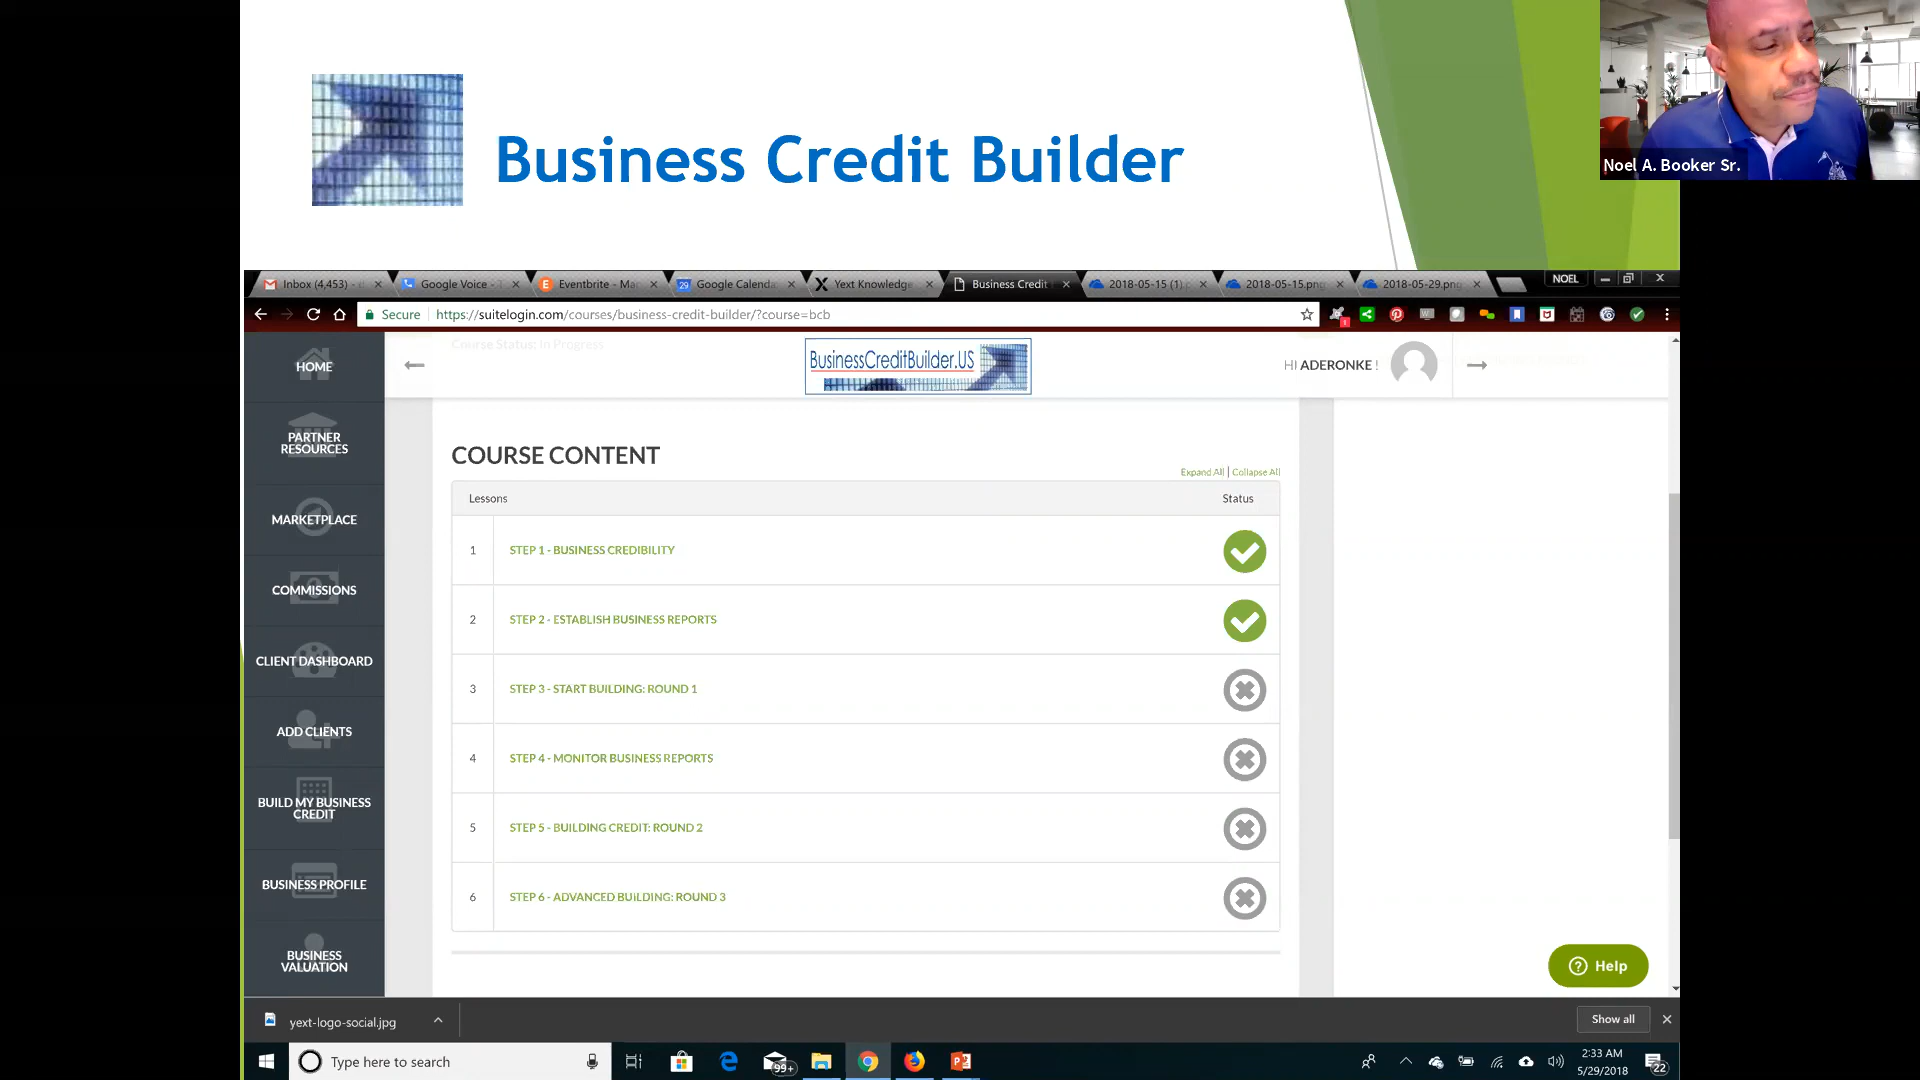 Business Credit Builder
Noel A. Booker Sr.
Inbox (4,453) -
Google Voice -
Eventbrite - Ma
Google Calenda
Yext Knowledge
Business Credit
2018-05-15 (1).p
2018-05-15.png
2018-05-29.png
NOEL
Secure
https://suitelogin.com/courses/business-credit-builder/?course=bcb
Course Status: In Progress
BusinessCreditBuilder.US
HI ADERONKE !
HOME
PARTNER
RESOURCES
MARKETPLACE
COMMISSIONS
CLIENT DASHBOARD
ADD CLIENTS
BUILD MY BUSINESS
CREDIT
BUSINESS PROFILE
BUSINESS
VALUATION
COURSE CONTENT
Expand All | Collapse All
Lessons Status
1 STEP 1 - BUSINESS CREDIBILITY
2 STEP 2 - ESTABLISH BUSINESS REPORTS
3 STEP 3 - START BUILDING: ROUND 1
4 STEP 4 - MONITOR BUSINESS REPORTS
5 STEP 5 - BUILDING CREDIT: ROUND 2
6 STEP 6 - ADVANCED BUILDING: ROUND 3
Help
yext-logo-social.jpg
Show all
Type here to search
99+
2:33 AM
5/29/2018
22